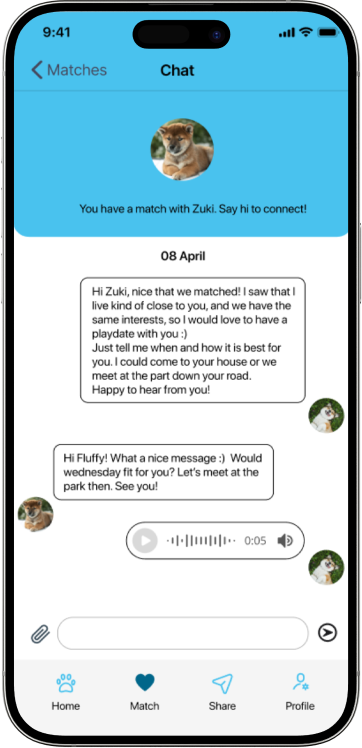 9:41
Matches
Chat
You have a match with Zuki. Say hi to connect!
08 April
Hi Zuki, nice that we matched! I saw that I
live kind of close to you, and we have the
same interests, so I would love to have a
playdate with you :)
Just tell me when and how it is best for
you. I could come to your house or we
meet at the part down your road.
Happy to hear from you!
Hi Fluffy! What a nice message :) Would
wednesday fit for you? Let's meet at the
park then. See you!
0:05
Home
Match
Share
Profile